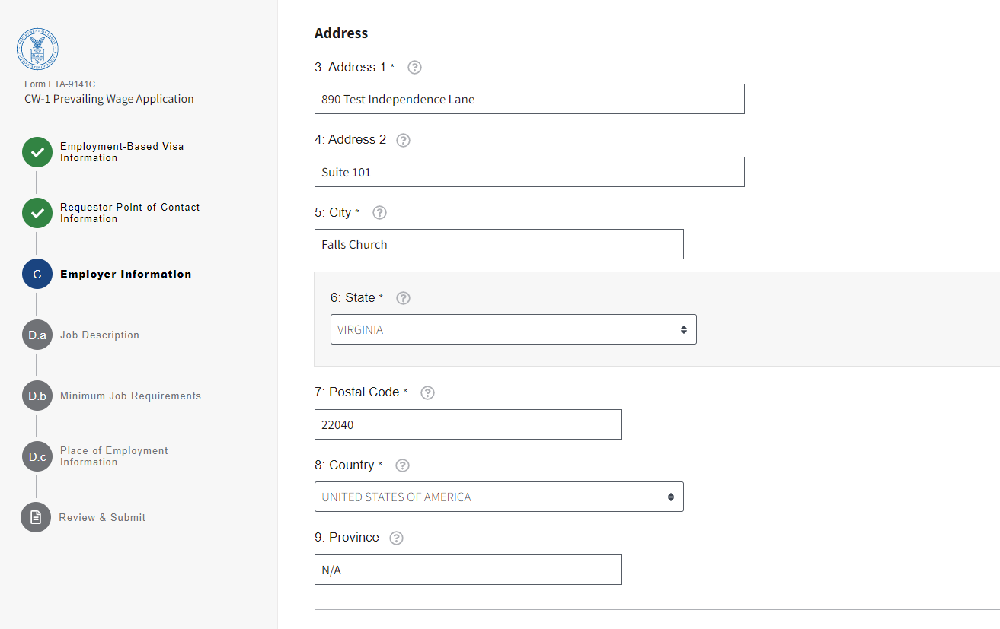 Form ETA-9141C
CW-1 Prevailing Wage Application
Employment-Based Visa
Information
Requestor Point-of-Contact
Information
C
Employer Information
D.a
Job Description
D.b
Minimum Job Requirements
D.c
Place of Employment
Information
Review & Submit
Address
3: Address 1 * ?
890 Test Independence Lane
4: Address 2 ?
Suite 101
5: City * ?
Falls Church
6: State * ?
VIRGINIA
7: Postal Code * ?
22040
8: Country * ?
UNITED STATES OF AMERICA
9: Province ?
N/A